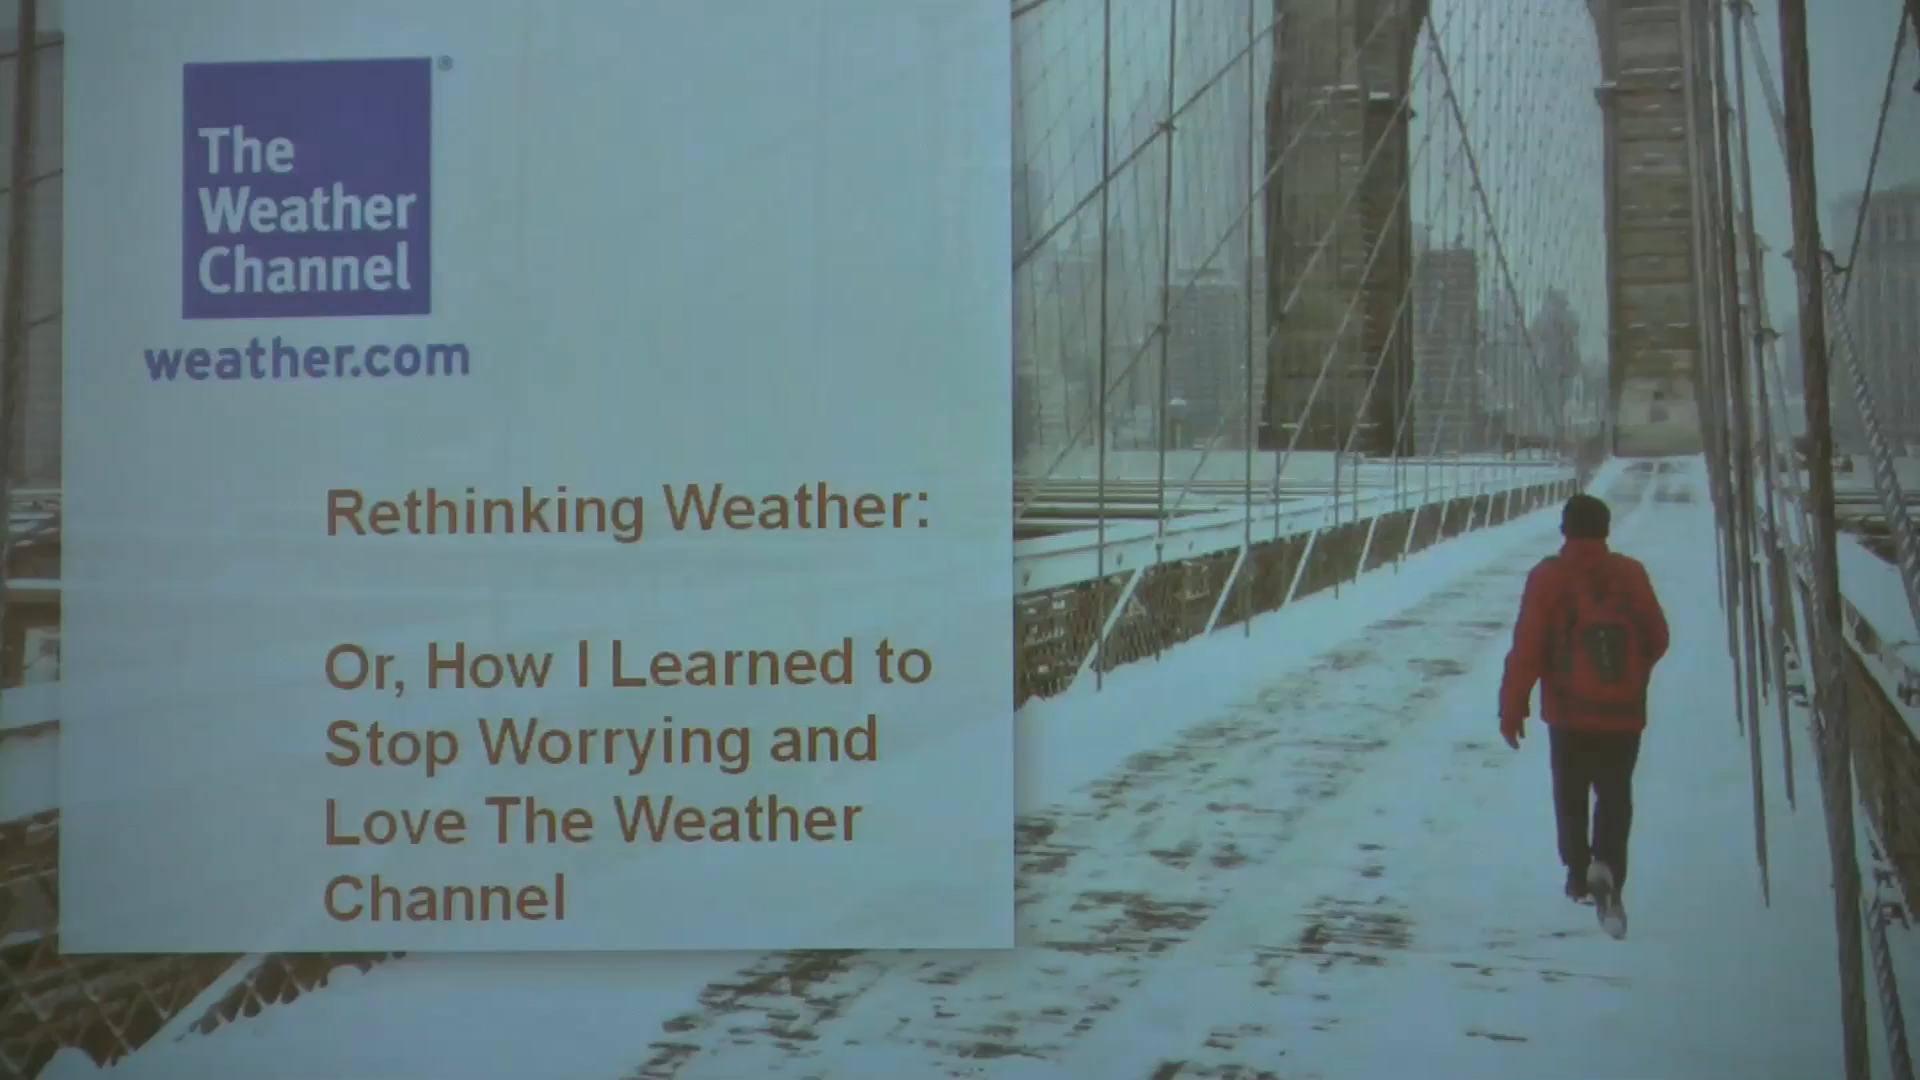 The
Weather
Channel
®
weather.com
Rethinking Weather:
Or, How I Learned to
Stop Worrying and
Love The Weather
Channel